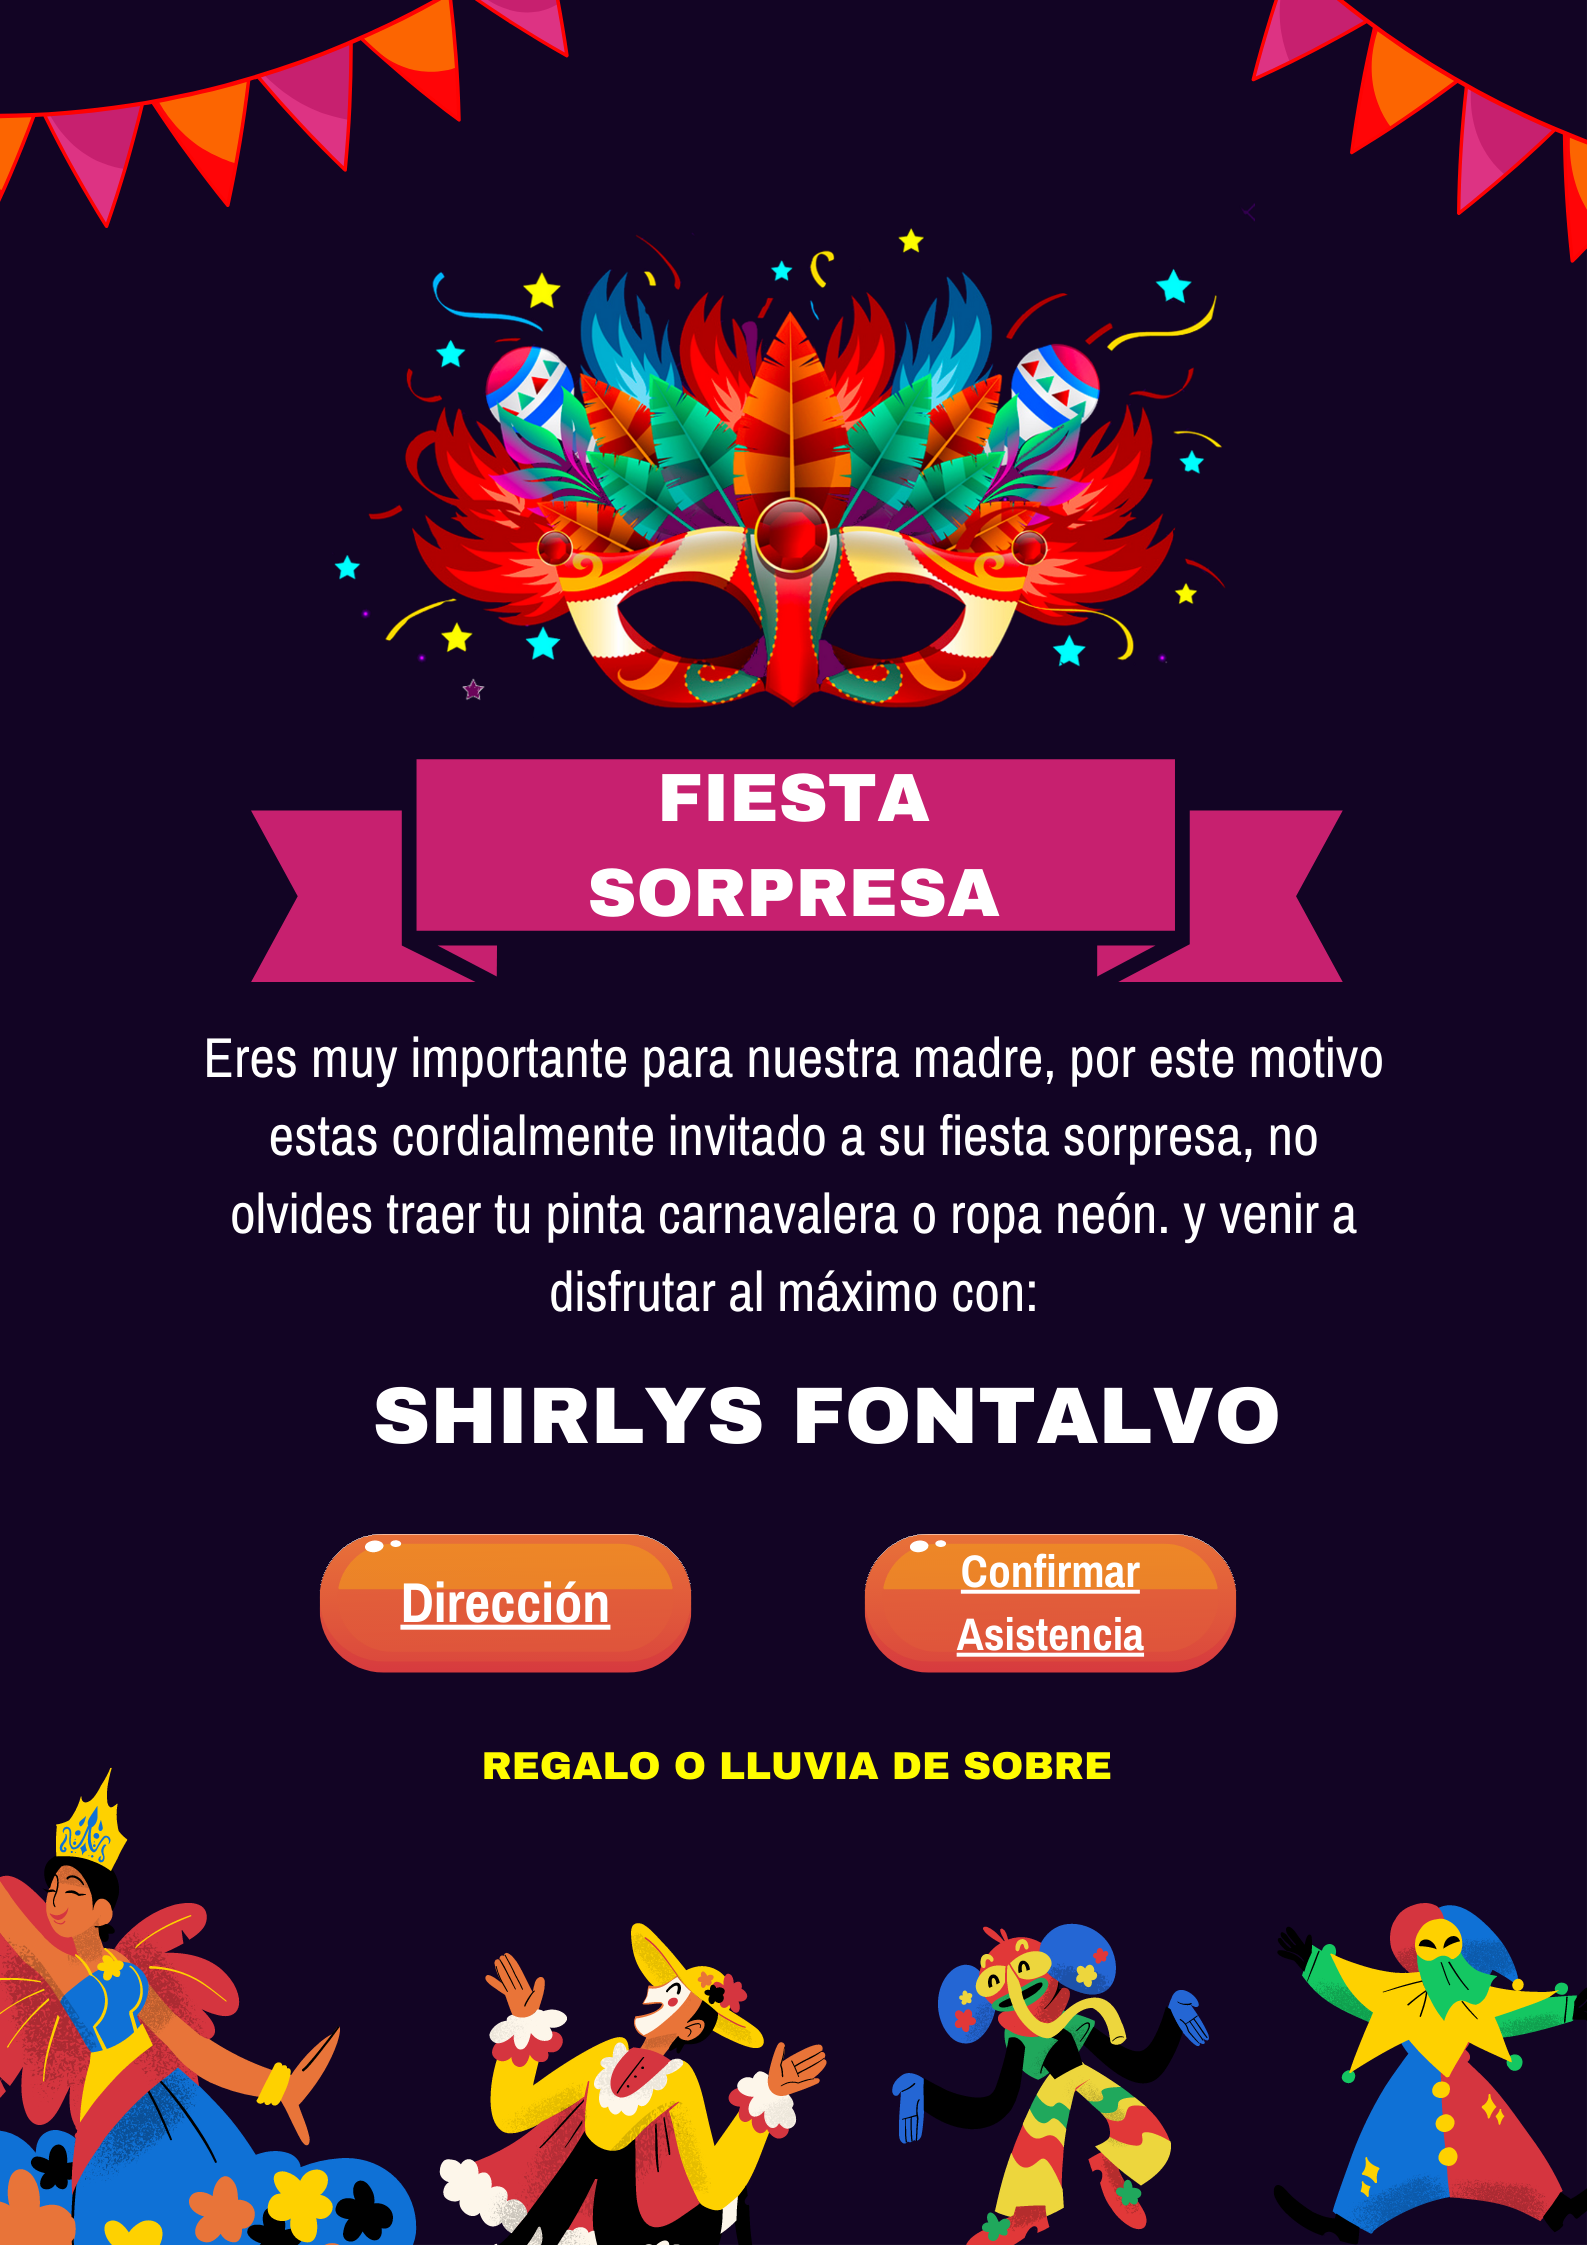 FIESTA
SORPRESA
Eres muy importante para nuestra madre, por este motivo
estas cordialmente invitado a su fiesta sorpresa, no
olvides traer tu pinta carnavalera o ropa neón. y venir a
disfrutar al máximo con:
SHIRLYS FONTALVO
Dirección
Confirmar
Asistencia
REGALO O LLUVIA DE SOBRE